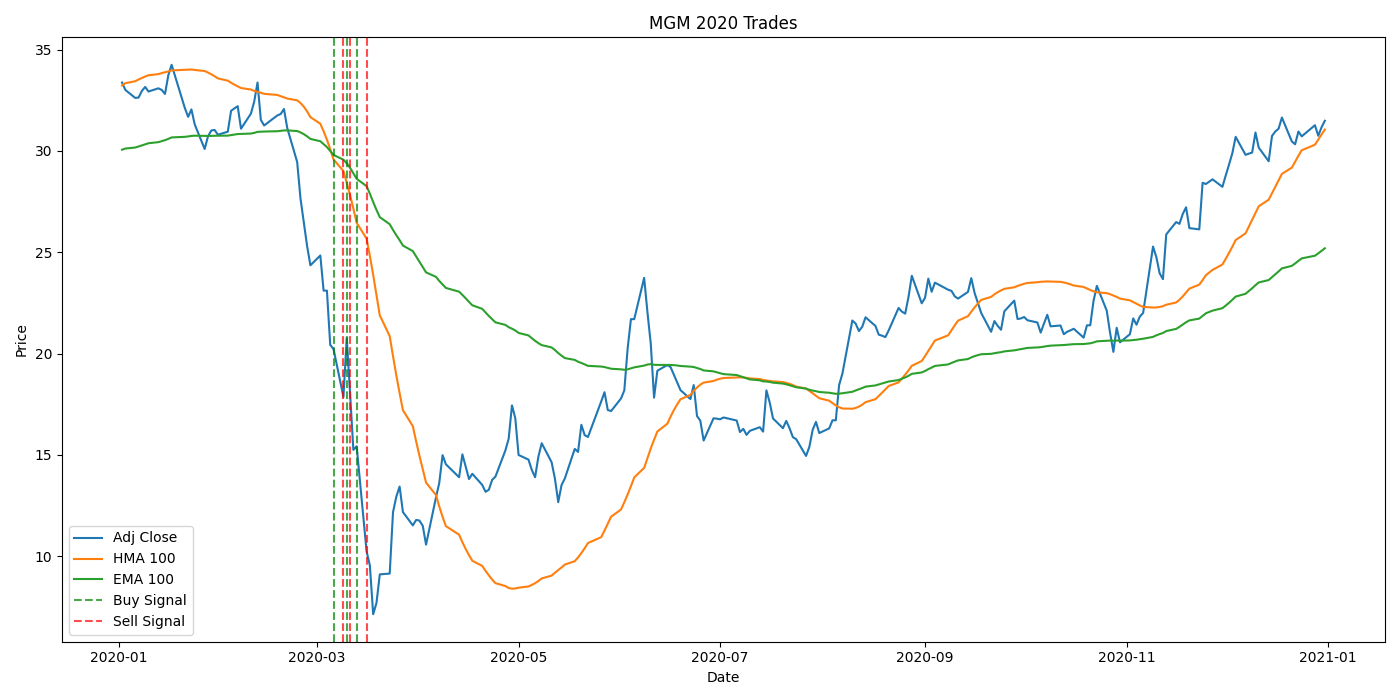 MGM 2020 Trades
35
30
25
20
15
10
Price
Adj Close
HMA 100
EMA 100
Buy Signal
Sell Signal
2020-01
2020-03
2020-05
2020-07
2020-09
2020-11
2021-01
Date